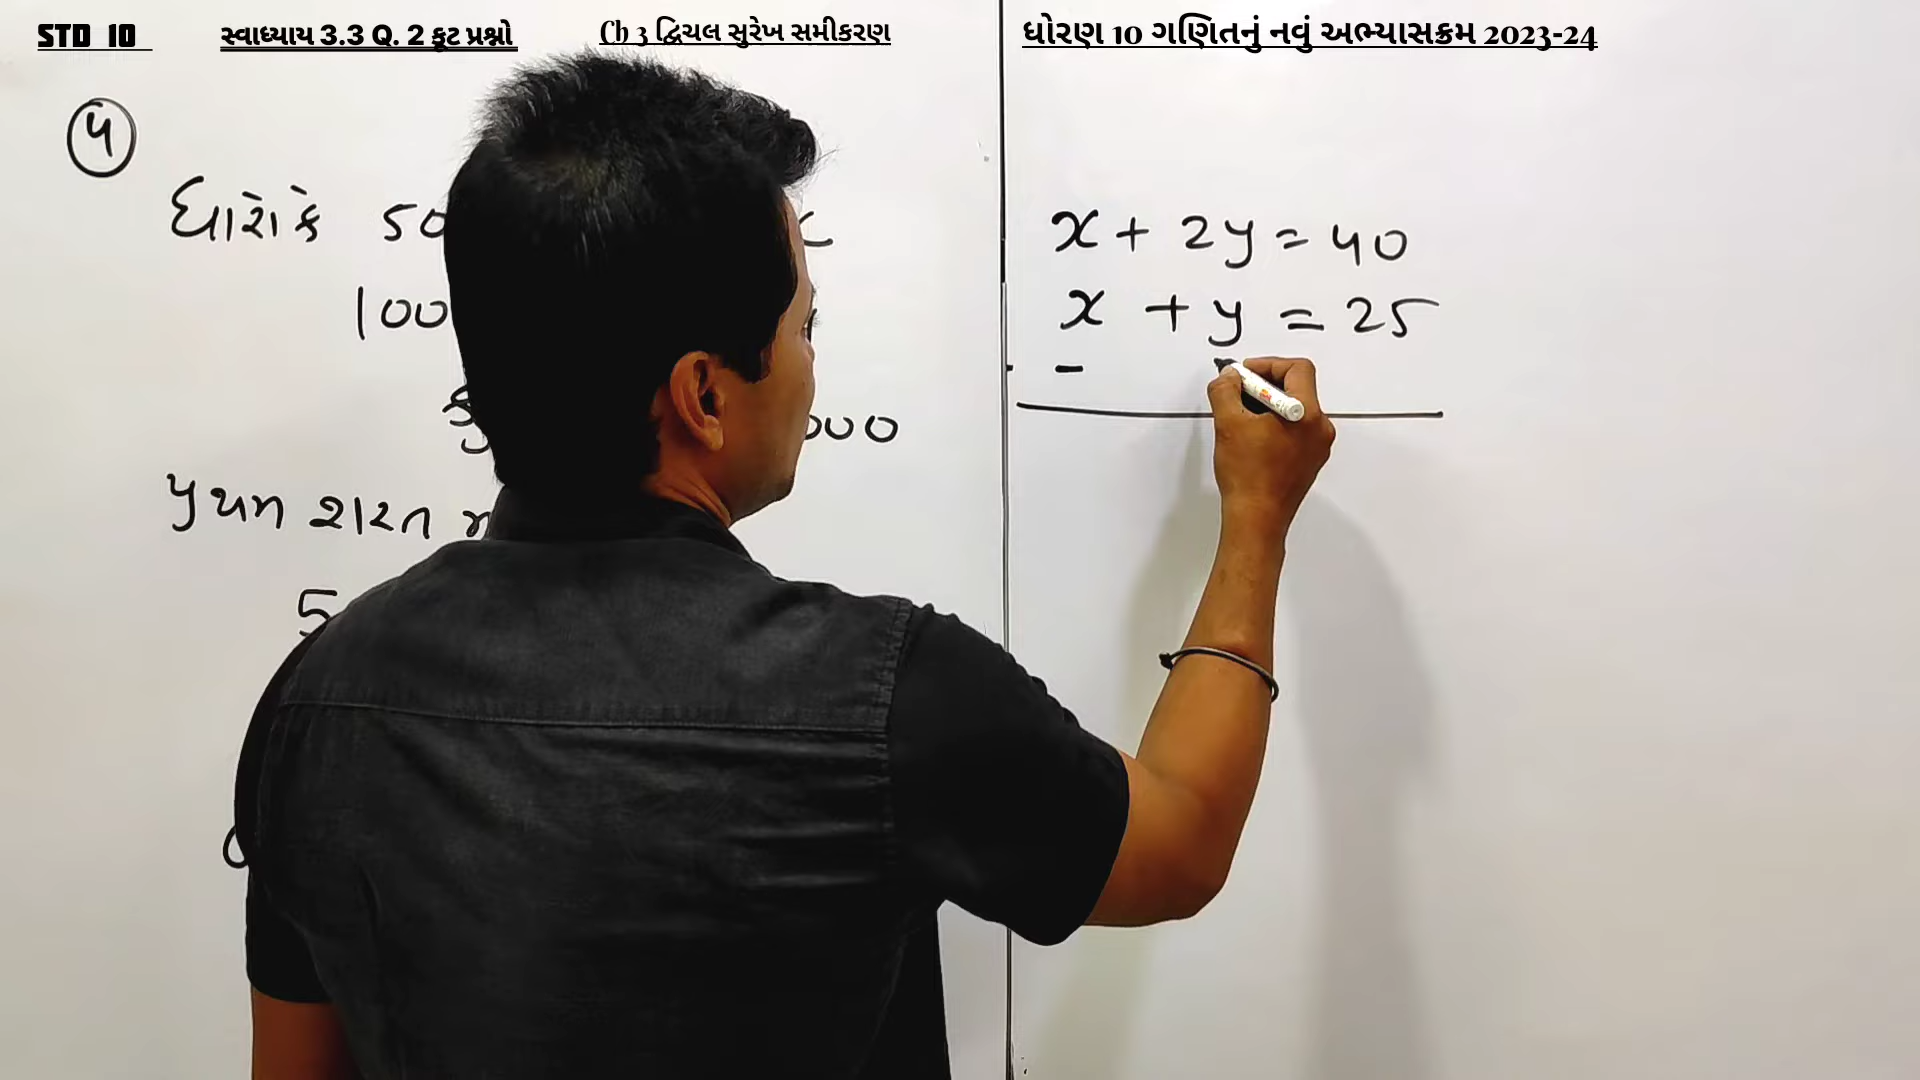 STD 10 સ્વાધ્યાય 3.3 Q. 2 કૂટ પ્રશ્નો Ch 3 દ્વિચલ સુરેખ સમીકરણ ધોરણ 10 ગણિતનું નવું અભ્યાસક્રમ 2023-24
૫
ધારોકે 50 x
100
000
પ્રથમ શરત
5
x + 2y = 40
x + y = 25
-